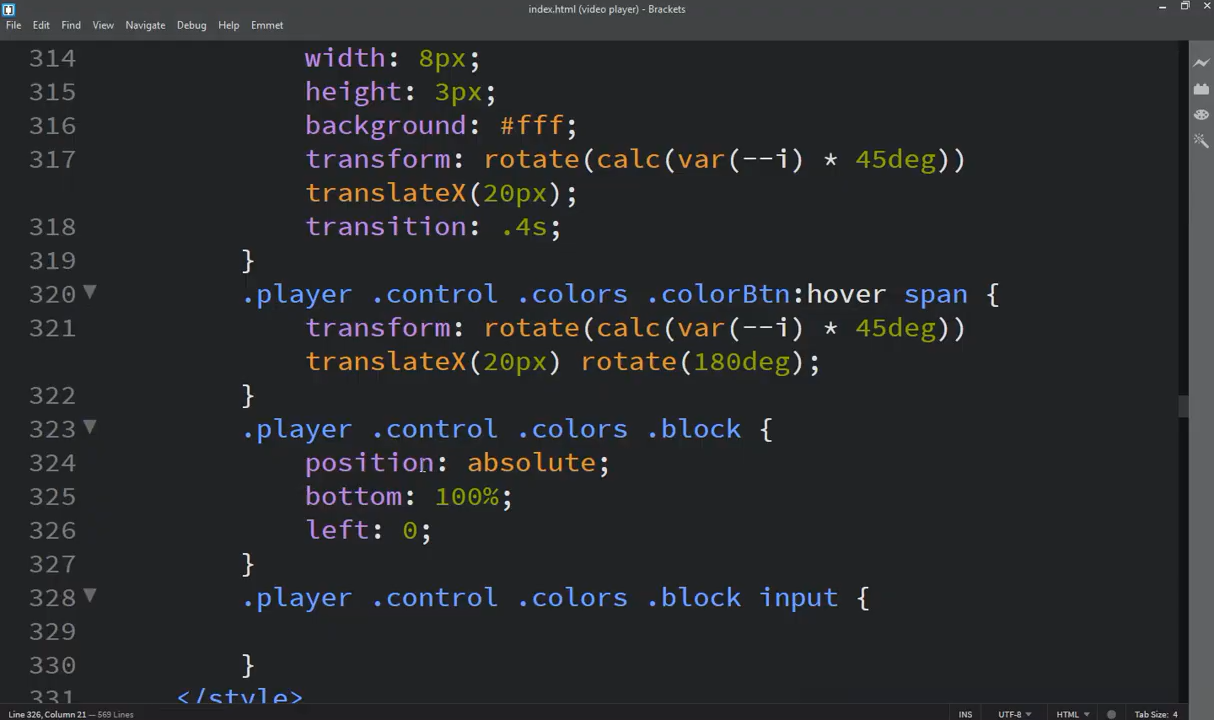 index.html (video player) - Brackets
File Edit Find View Navigate Debug Help Emmet
314 width: 8px;
315 height: 3px;
316 background: #fff;
317 transform: rotate(calc(var(--i) * 45deg))
translateX(20px);
318 transition: .4s;
319 }
320 .player .control .colors .colorBtn:hover span {
321 transform: rotate(calc(var(--i) * 45deg))
translateX(20px) rotate(180deg);
322 }
323 .player .control .colors .block {
324 position: absolute;
325 bottom: 100%;
326 left: 0;
327 }
328 .player .control .colors .block input {
329
330 }
331 </style>
Line 326, Column 21 — 569 Lines INS UTF-8 HTML Tab Size: 4